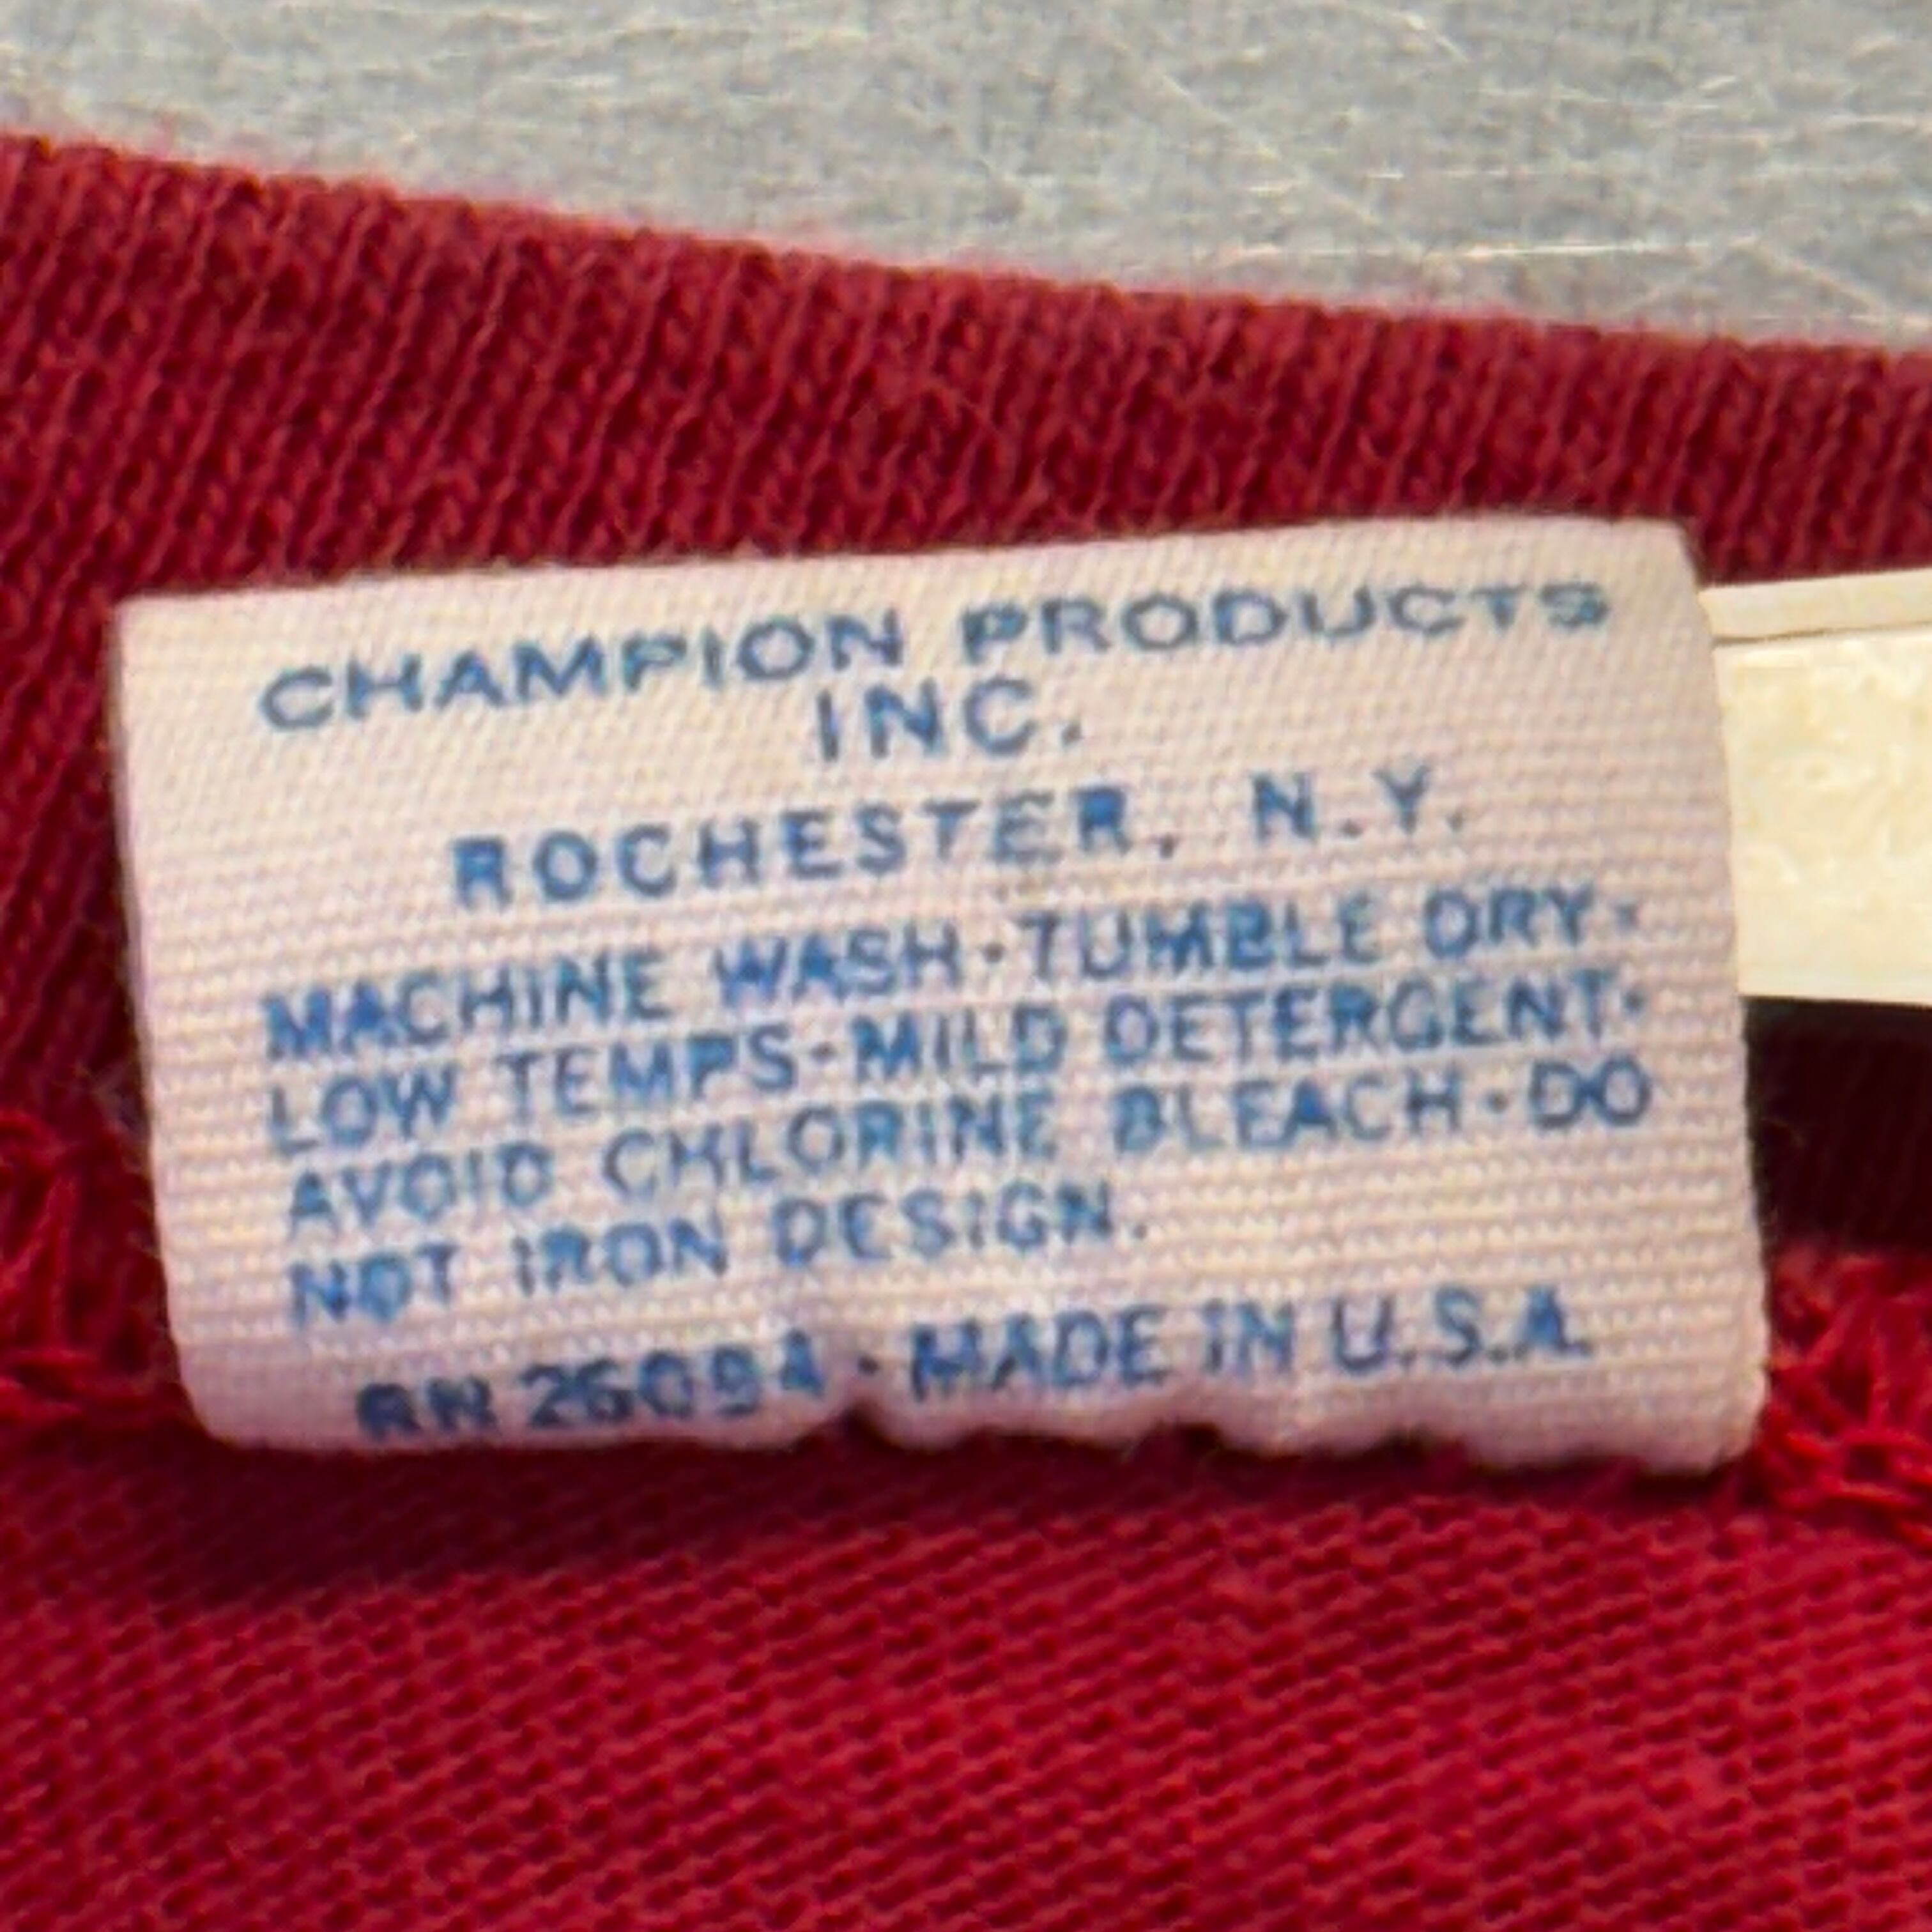 CHAMPION PRODUCTS
INC.
ROCHESTER, N.Y.
MACHINE WASH·TUMBLE DRY·
LOW TEMPS·MILD DETERGENT·
AVOID CHLORINE BLEACH·DO
NOT IRON DESIGN.
RN 26094·MADE IN U.S.A.